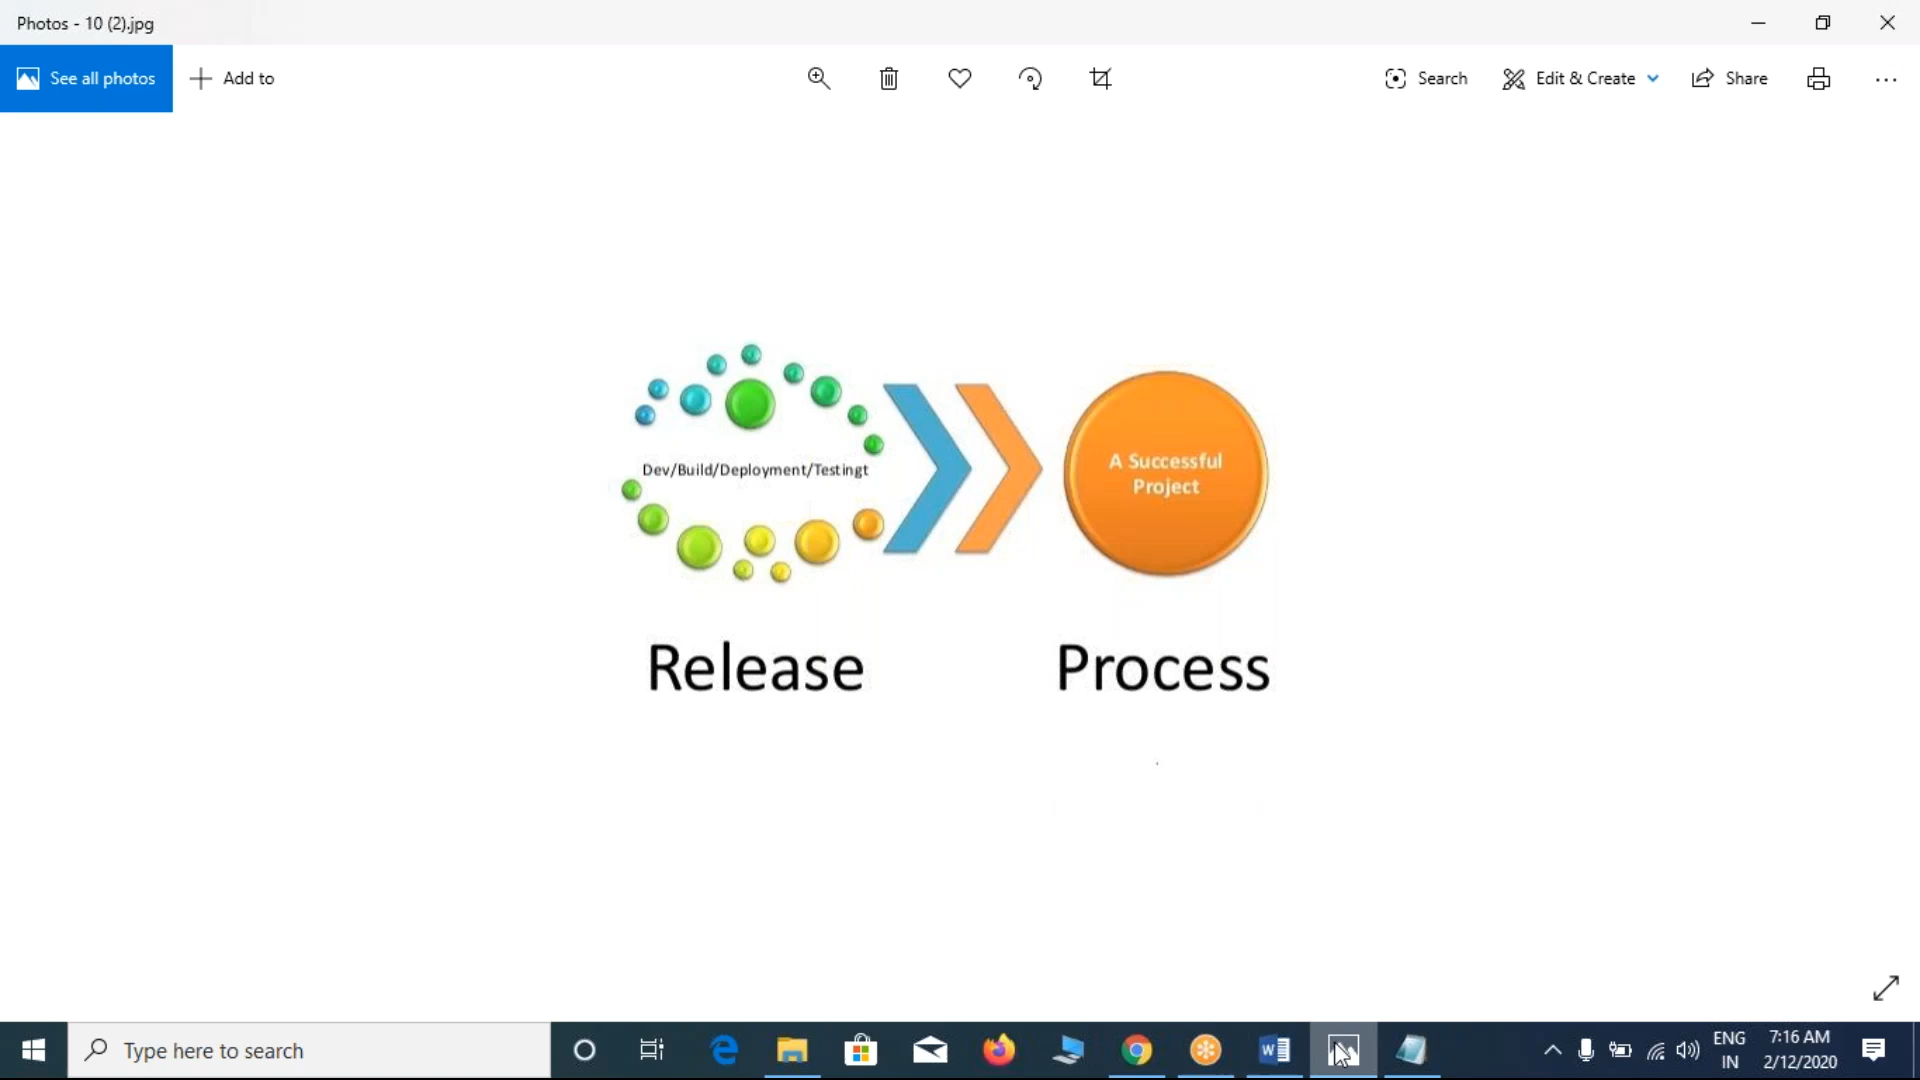 Photos - 10 (2).jpg
See all photos
Add to
Search
Edit & Create
Share
Dev/Build/Deployment/Testingt
A Successful
Project
Release
Process
Type here to search
ENG
IN
7:16 AM
2/12/2020